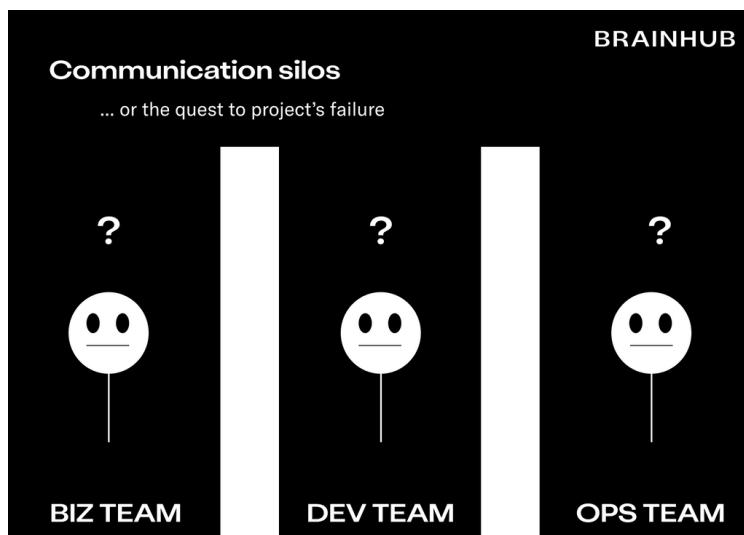 BRAINHUB
Communication silos
... or the quest to project's failure
? ? ?
BIZ TEAM DEV TEAM OPS TEAM